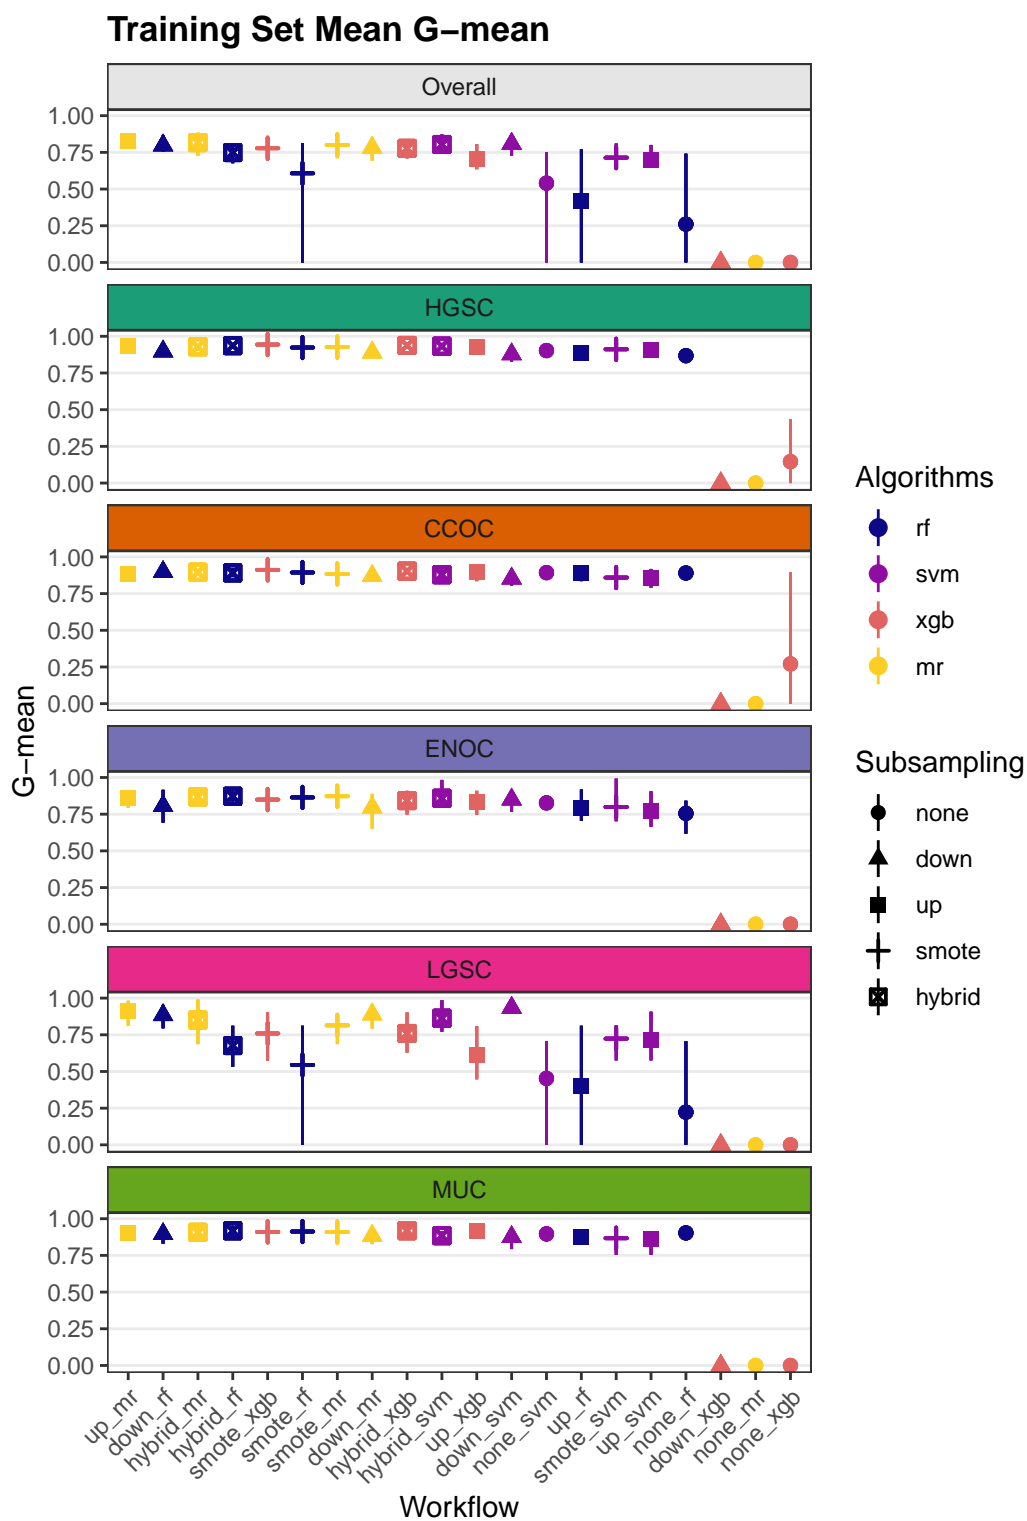 Training Set Mean G−mean
Overall
1.00
0.75
0.50
0.25
0.00
HGSC
1.00
0.75
0.50
0.25
0.00
CCOC
1.00
0.75
0.50
0.25
0.00
ENOC
1.00
0.75
0.50
0.25
0.00
LGSC
1.00
0.75
0.50
0.25
0.00
MUC
1.00
0.75
0.50
0.25
0.00
G−mean
up_mr
down_rf
hybrid_mr
hybrid_rf
smote_xgb
smote_rf
smote_mr
down_mr
hybrid_xgb
hybrid_svm
up_xgb
down_svm
none_svm
up_rf
smote_svm
up_svm
none_rf
down_xgb
none_mr
none_xgb
Workflow
Algorithms
rf
svm
xgb
mr
Subsampling
none
down
up
smote
hybrid